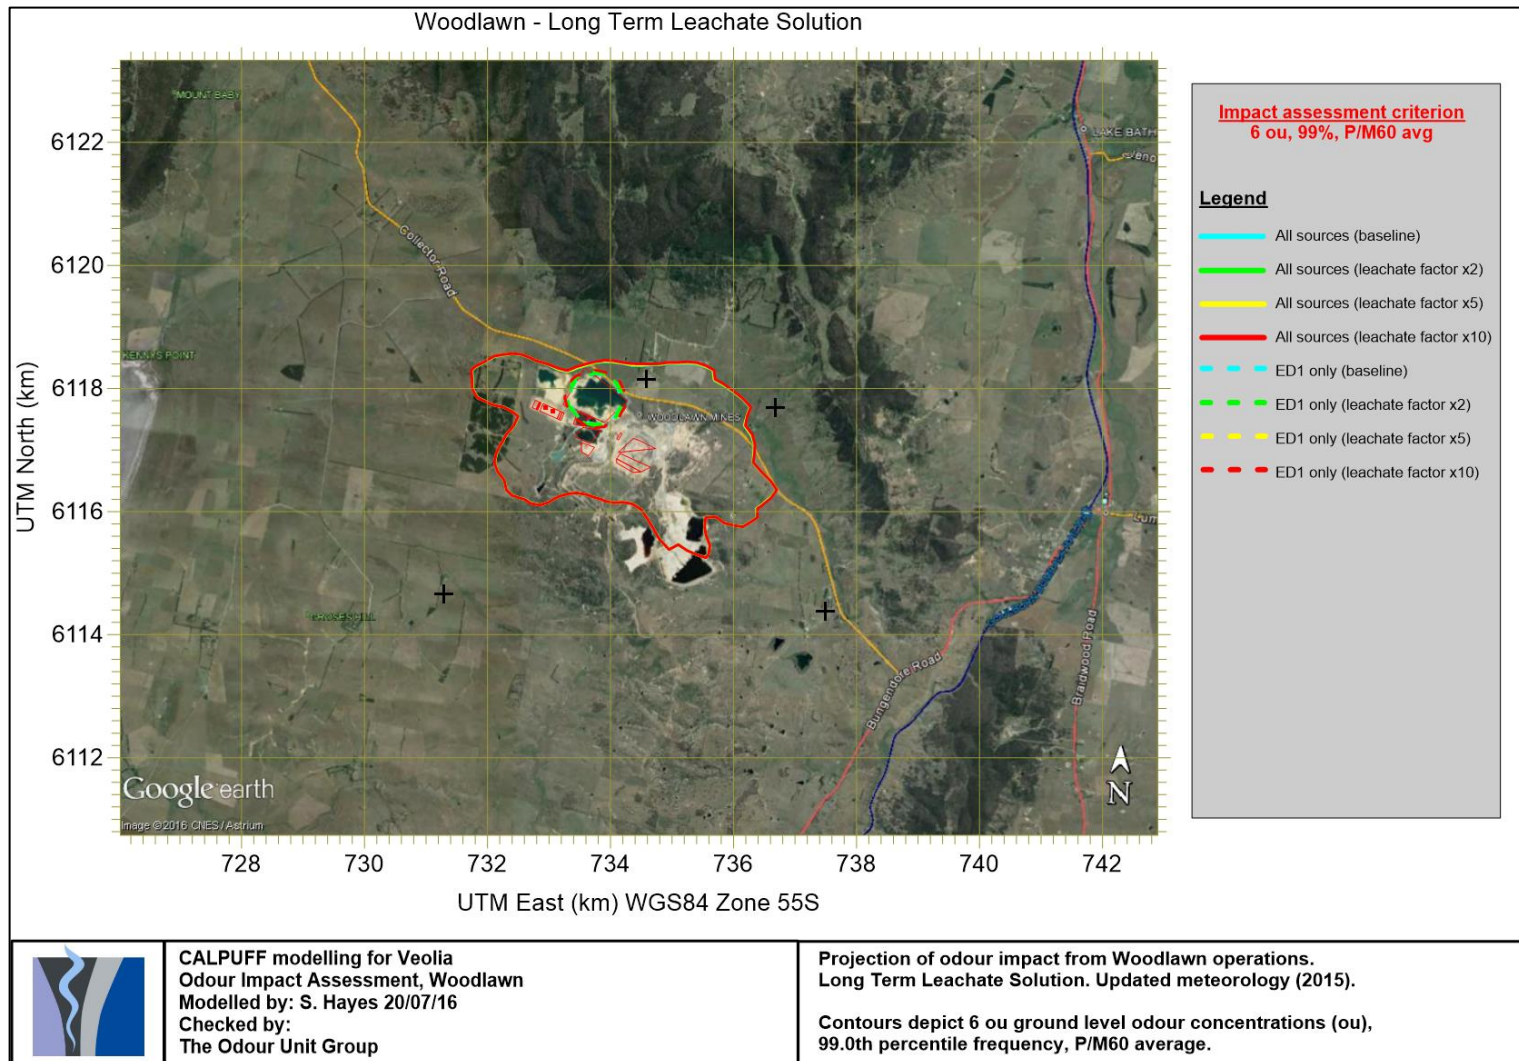 Woodlawn - Long Term Leachate Solution
MOUNT BABY
LAKE BATH
Collector Road
KENNYS POINT
WOODLAWN MINES
Bungendore Road
Braidwood Road
Google earth
Image © 2016 CNES / Astrium
N
6122
6120
6118
6116
6114
6112
UTM North (km)
728
730
732
734
736
738
740
742
UTM East (km) WGS84 Zone 55S
Impact assessment criterion
6 ou, 99%, P/M60 avg
Legend
All sources (baseline)
All sources (leachate factor x2)
All sources (leachate factor x5)
All sources (leachate factor x10)
ED1 only (baseline)
ED1 only (leachate factor x2)
ED1 only (leachate factor x5)
ED1 only (leachate factor x10)
CALPUFF modelling for Veolia
Odour Impact Assessment, Woodlawn
Modelled by: S. Hayes 20/07/16
Checked by:
The Odour Unit Group
Projection of odour impact from Woodlawn operations.
Long Term Leachate Solution. Updated meteorology (2015).
Contours depict 6 ou ground level odour concentrations (ou),
99.0th percentile frequency, P/M60 average.